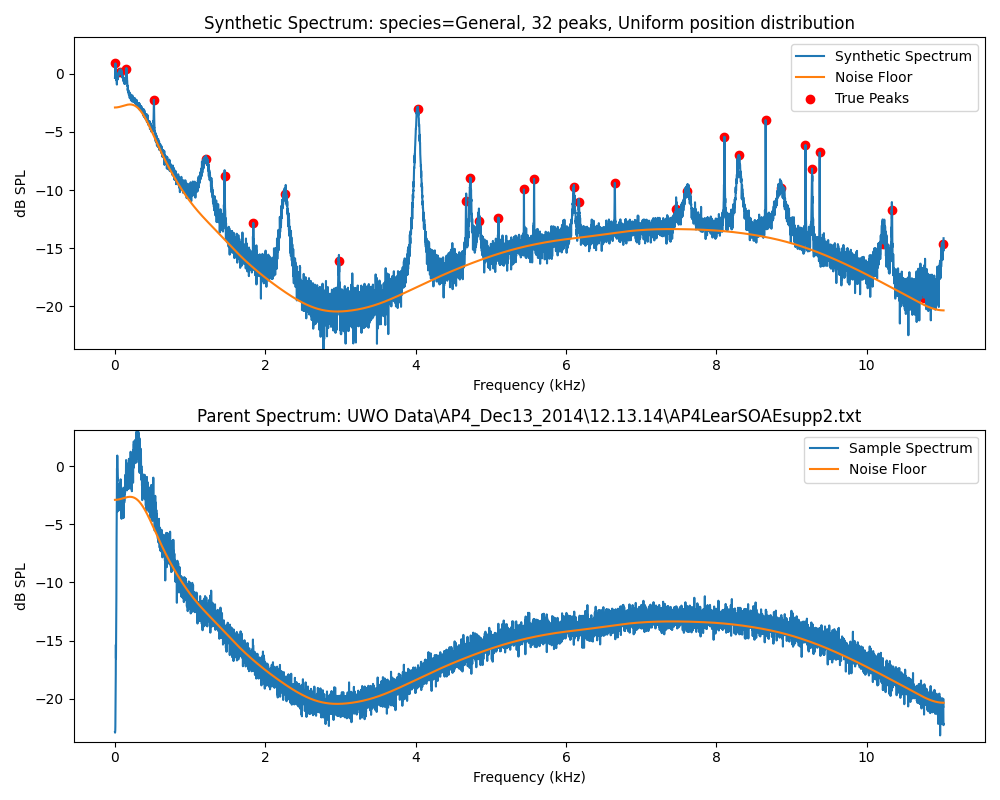 Synthetic Spectrum: species=General, 32 peaks, Uniform position distribution
dB SPL
0
−5
−10
−15
−20
Synthetic Spectrum
Noise Floor
True Peaks
0
2
4
6
8
10
Frequency (kHz)
Parent Spectrum: UWO Data\AP4_Dec13_2014\12.13.14\AP4LearSOAEsupp2.txt
dB SPL
0
−5
−10
−15
−20
Sample Spectrum
Noise Floor
0
2
4
6
8
10
Frequency (kHz)